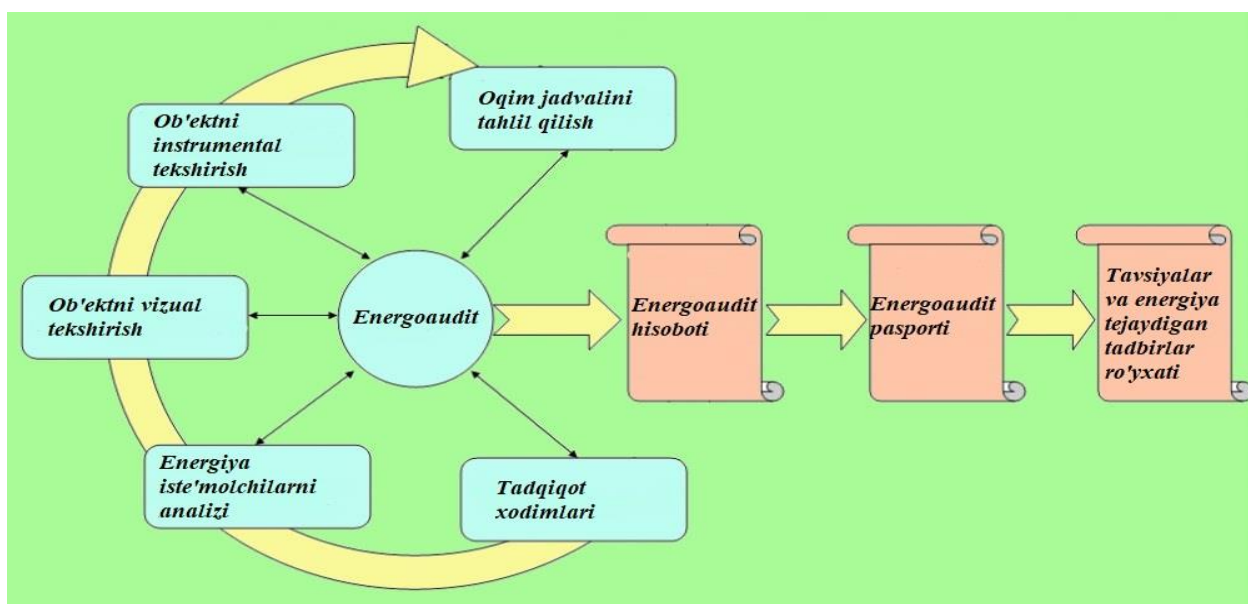 Oqim jadvalini
tahlil qilish
Ob'ektni
instrumental
tekshirish
Ob'ektni vizual
tekshirish
Energoaudit
Energoaudit
hisoboti
Energoaudit
pasporti
Tavsiyalar
va energiya
tejaydigan
tadbirlar
ro'yxati
Energiya
iste'molchilarni
analizi
Tadqiqot
xodimlari